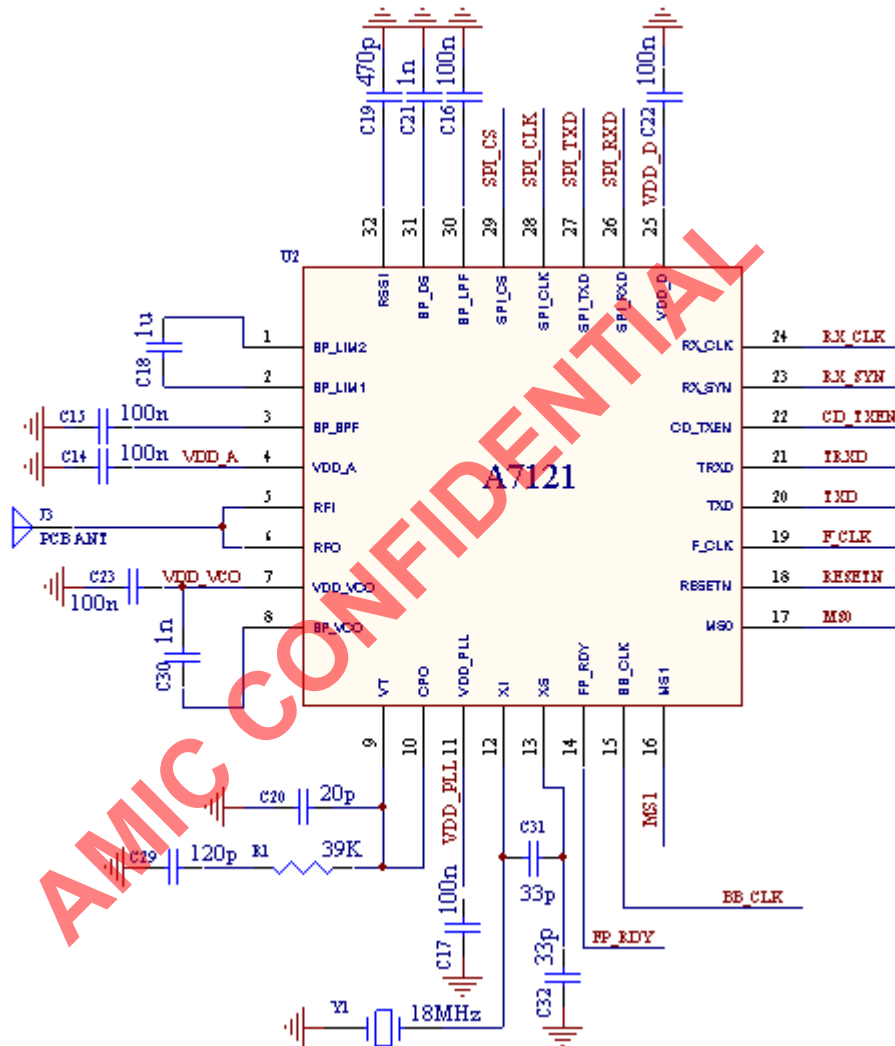 470p
1n
100n
100n
C19
C21
C16
C22
SPI_CS
SPI_CLK
SPI_TXD
SPI_RXD
VDD_D
32
31
30
29
28
27
26
25
U2
RSSI
BP_DS
BP_LPF
SPI_CS
SPI_CLK
SPI_TXD
SPI_RXD
VDD_D
1u
C18
1
BP_LIM2
RX_CLK
24
RX_CLK
2
BP_LIM1
RX_SYN
23
RX_SYN
C15
100n
3
BP_BPF
CD_TXEN
22
CD_TXEN
C14
100n
VDD_A
4
VDD_A
A7121
TRXD
21
TRXD
5
RFI
TXD
20
TXD
J3
PCB ANT
6
RFO
F_CLK
19
F_CLK
C23
100n
VDD_VCO
7
VDD_VCO
RESETN
18
RESETN
1n
C30
8
BP_VCO
MS0
17
MS0
VT
CPO
VDD_PLL
XI
XS
FP_RDY
BB_CLK
MS1
9
10
11
12
13
14
15
16
C20
20p
VDD_PLL
MS1
C29
120p
R1
39K
C31
33p
100n
C17
BB_CLK
FP_RDY
33p
C32
Y1
18MHz
AMIC CONFIDENTIAL